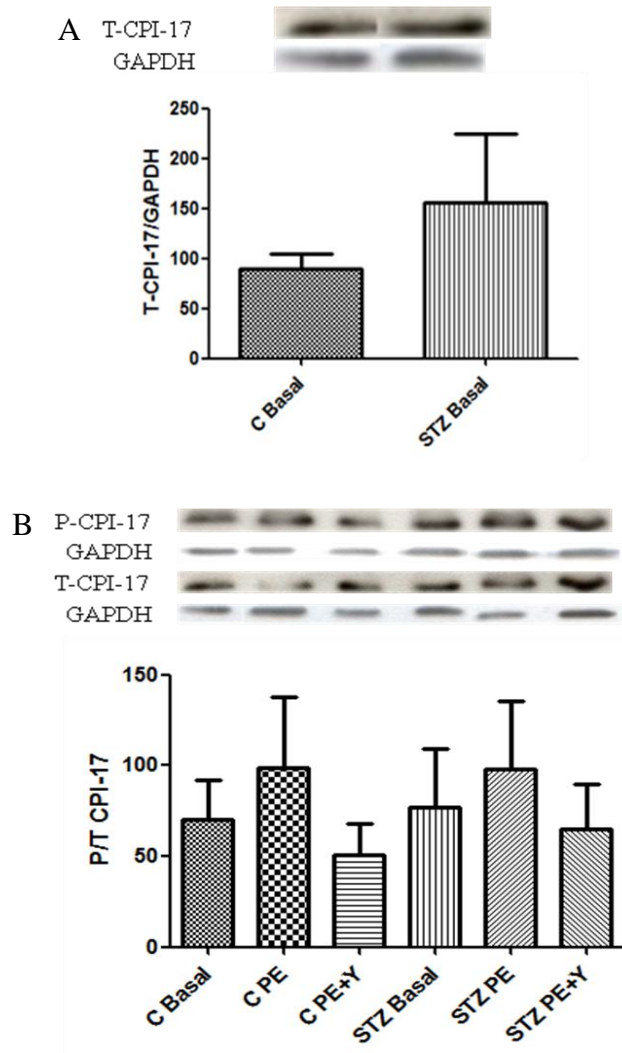 A
T-CPI-17
GAPDH
250
200
150
100
50
0
T-CPI-17/GAPDH
C Basal
STZ Basal
B
P-CPI-17
GAPDH
T-CPI-17
GAPDH
150
100
50
0
P/T CPI-17
C Basal
C PE
C PE+Y
STZ Basal
STZ PE
STZ PE+Y